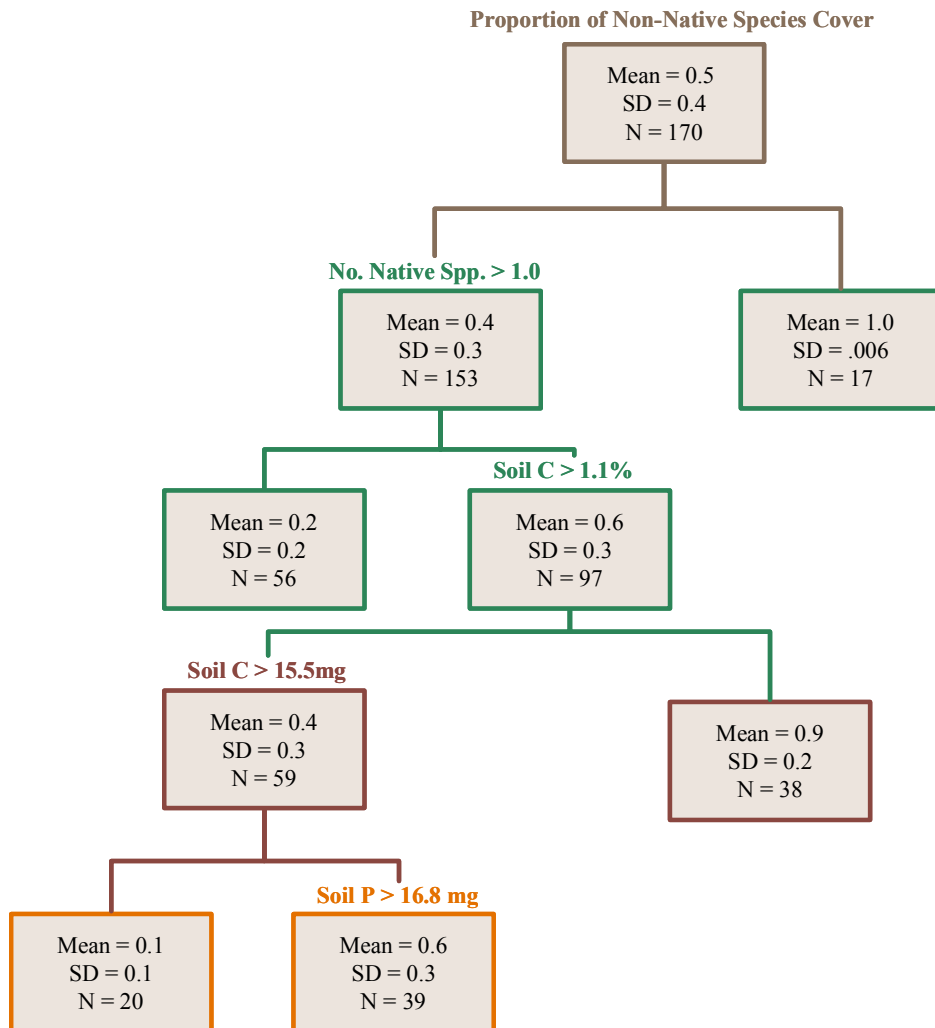 Proportion of Non-Native Species Cover
Mean = 0.5
SD = 0.4
N = 170
No. Native Spp. > 1.0
Mean = 0.4
SD = 0.3
N = 153
Mean = 1.0
SD = .006
N = 17
Soil C > 1.1%
Mean = 0.2
SD = 0.2
N = 56
Mean = 0.6
SD = 0.3
N = 97
Soil C > 15.5mg
Mean = 0.4
SD = 0.3
N = 59
Mean = 0.9
SD = 0.2
N = 38
Soil P > 16.8 mg
Mean = 0.1
SD = 0.1
N = 20
Mean = 0.6
SD = 0.3
N = 39